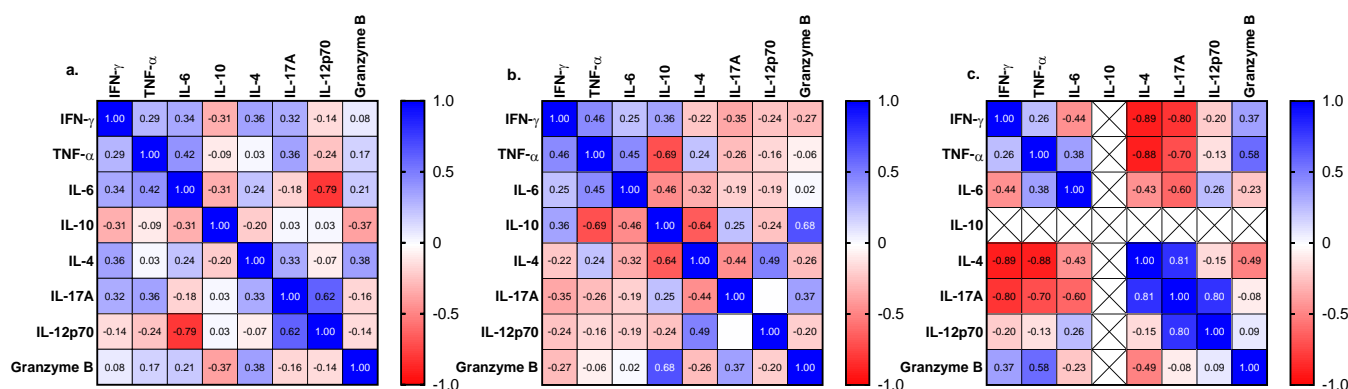 a.
IFN-γ TNF-α IL-6 IL-10 IL-4 IL-17A IL-12p70 Granzyme B
IFN-γ 1.00 0.29 0.34 -0.31 0.36 0.32 -0.14 0.08
TNF-α 0.29 1.00 0.42 -0.09 0.03 0.36 -0.24 0.17
IL-6 0.34 0.42 1.00 -0.31 0.24 -0.18 -0.79 0.21
IL-10 -0.31 -0.09 -0.31 1.00 -0.20 0.03 0.03 -0.37
IL-4 0.36 0.03 0.24 -0.20 1.00 0.33 -0.07 0.38
IL-17A 0.32 0.36 -0.18 0.03 0.33 1.00 0.62 -0.16
IL-12p70 -0.14 -0.24 -0.79 0.03 -0.07 0.62 1.00 -0.14
Granzyme B 0.08 0.17 0.21 -0.37 0.38 -0.16 -0.14 1.00
1.0
0.5
0
-0.5
-1.0
b.
IFN-γ TNF-α IL-6 IL-10 IL-4 IL-17A IL-12p70 Granzyme B
IFN-γ 1.00 0.46 0.25 0.36 -0.22 -0.35 -0.24 -0.27
TNF-α 0.46 1.00 0.45 -0.69 0.24 -0.26 -0.16 -0.06
IL-6 0.25 0.45 1.00 -0.46 -0.32 -0.19 -0.19 0.02
IL-10 0.36 -0.69 -0.46 1.00 -0.64 0.25 -0.24 0.68
IL-4 -0.22 0.24 -0.32 -0.64 1.00 -0.44 0.49 -0.26
IL-17A -0.35 -0.26 -0.19 0.25 -0.44 1.00 0.37
IL-12p70 -0.24 -0.16 -0.19 -0.24 0.49 1.00 -0.20
Granzyme B -0.27 -0.06 0.02 0.68 -0.26 0.37 -0.20 1.00
1.0
0.5
0
-0.5
-1.0
c.
IFN-γ TNF-α IL-6 IL-10 IL-4 IL-17A IL-12p70 Granzyme B
IFN-γ 1.00 0.26 -0.44 -0.89 -0.80 -0.20 0.37
TNF-α 0.26 1.00 0.38 -0.88 -0.70 -0.13 0.58
IL-6 -0.44 0.38 1.00 -0.43 -0.60 0.26 -0.23
IL-10
IL-4 -0.89 -0.88 -0.43 1.00 0.81 -0.15 -0.49
IL-17A -0.80 -0.70 -0.60 0.81 1.00 0.80 -0.08
IL-12p70 -0.20 -0.13 0.26 -0.15 0.80 1.00 0.09
Granzyme B 0.37 0.58 -0.23 -0.49 -0.08 0.09 1.00
1.0
0.5
0
-0.5
-1.0